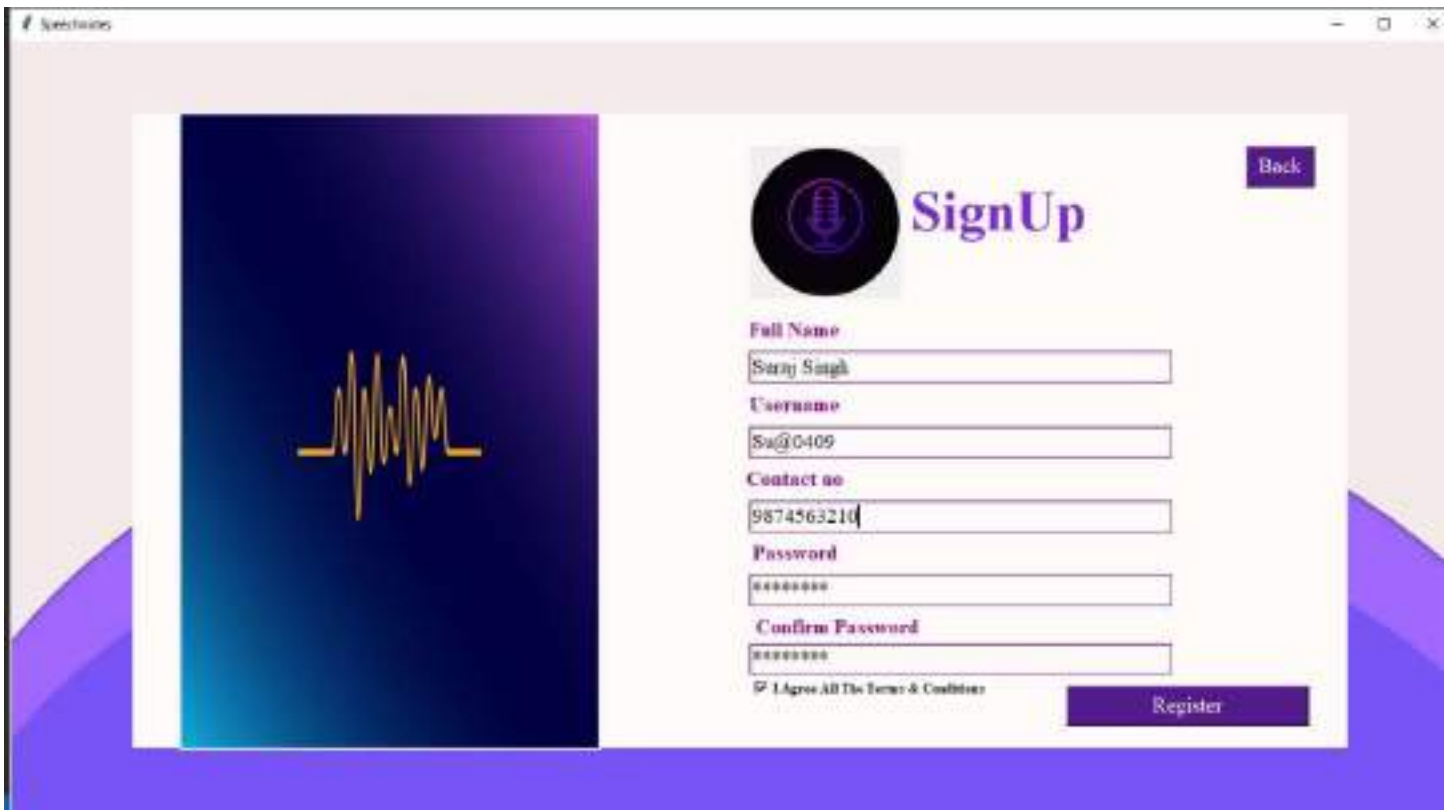 Speechnotes
Back
SignUp
Full Name
Suraj Singh
Username
Su@0409
Contact no
9874563210
Password
********
Confirm Password
********
I Agree All The Terms & Conditions
Register